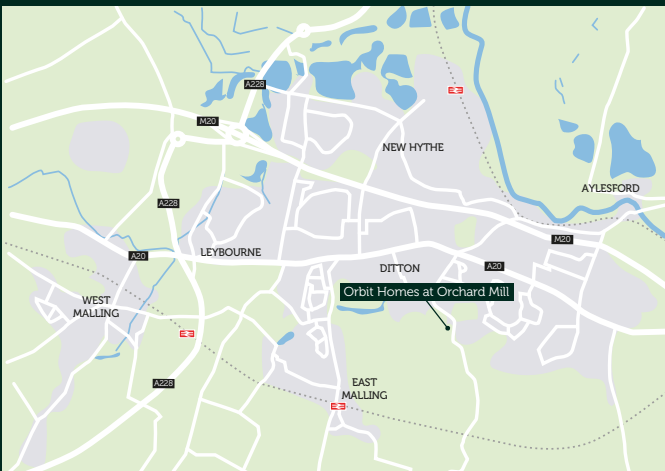 A228
M20
NEW HYTHE
AYLESFORD
A228
M20
LEYBOURNE
A20
DITTON
A20
Orbit Homes at Orchard Mill
WEST
MALLING
A228
EAST
MALLING